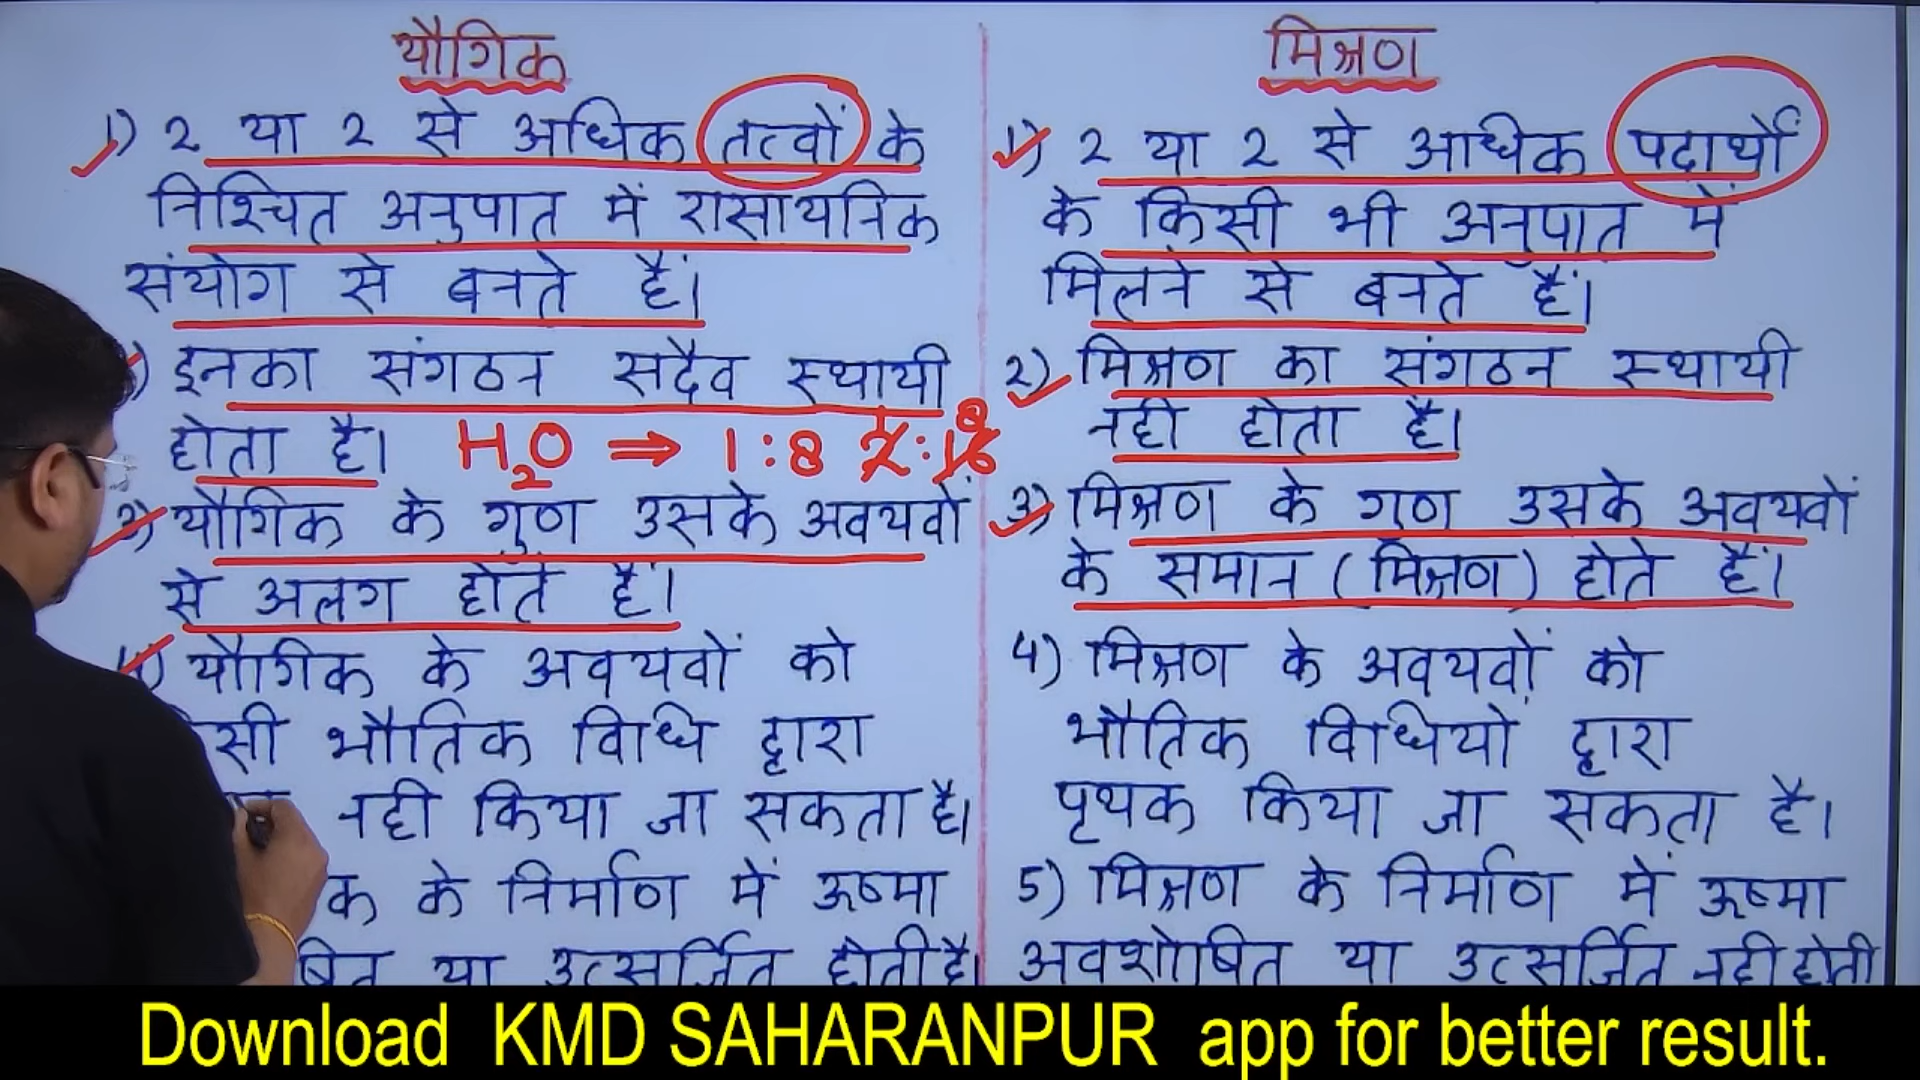 यौगिक
1) 2 या 2 से अधिक तत्वों के
निश्चित अनुपात में रासायनिक
संयोग से बनते हैं।
) इनका संगठन सदैव स्थायी
होता है। H2O ⇒ 1:8 2:16 8
3) यौगिक के गुण उसके अवयवों
से अलग होते हैं।
4) यौगिक के अवयवों को
सी भौतिक विधि द्वारा
नही किया जा सकता है।
क के निर्माण में ऊष्मा
षित या उत्सर्जित होती है।
मिश्रण
1) 2 या 2 से अधिक पदार्थों
के किसी भी अनुपात में
मिलने से बनते हैं।
2) मिश्रण का संगठन स्थायी
नही होता है।
3) मिश्रण के गुण उसके अवयवों
के समान (मिश्रण) होते हैं।
4) मिश्रण के अवयवों को
भौतिक विधियों द्वारा
पृथक किया जा सकता है।
5) मिश्रण के निर्माण में ऊष्मा
अवशोषित या उत्सर्जित नही होती
Download KMD SAHARANPUR app for better result.